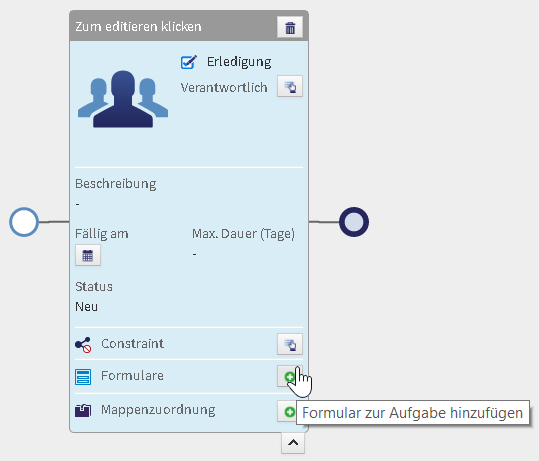 Zum editieren klicken
Erledigung
Verantwortlich
Beschreibung
-
Fällig am
Max. Dauer (Tage)
-
Status
Neu
Constraint
Formulare
Mappenzuordnung
Formular zur Aufgabe hinzufügen